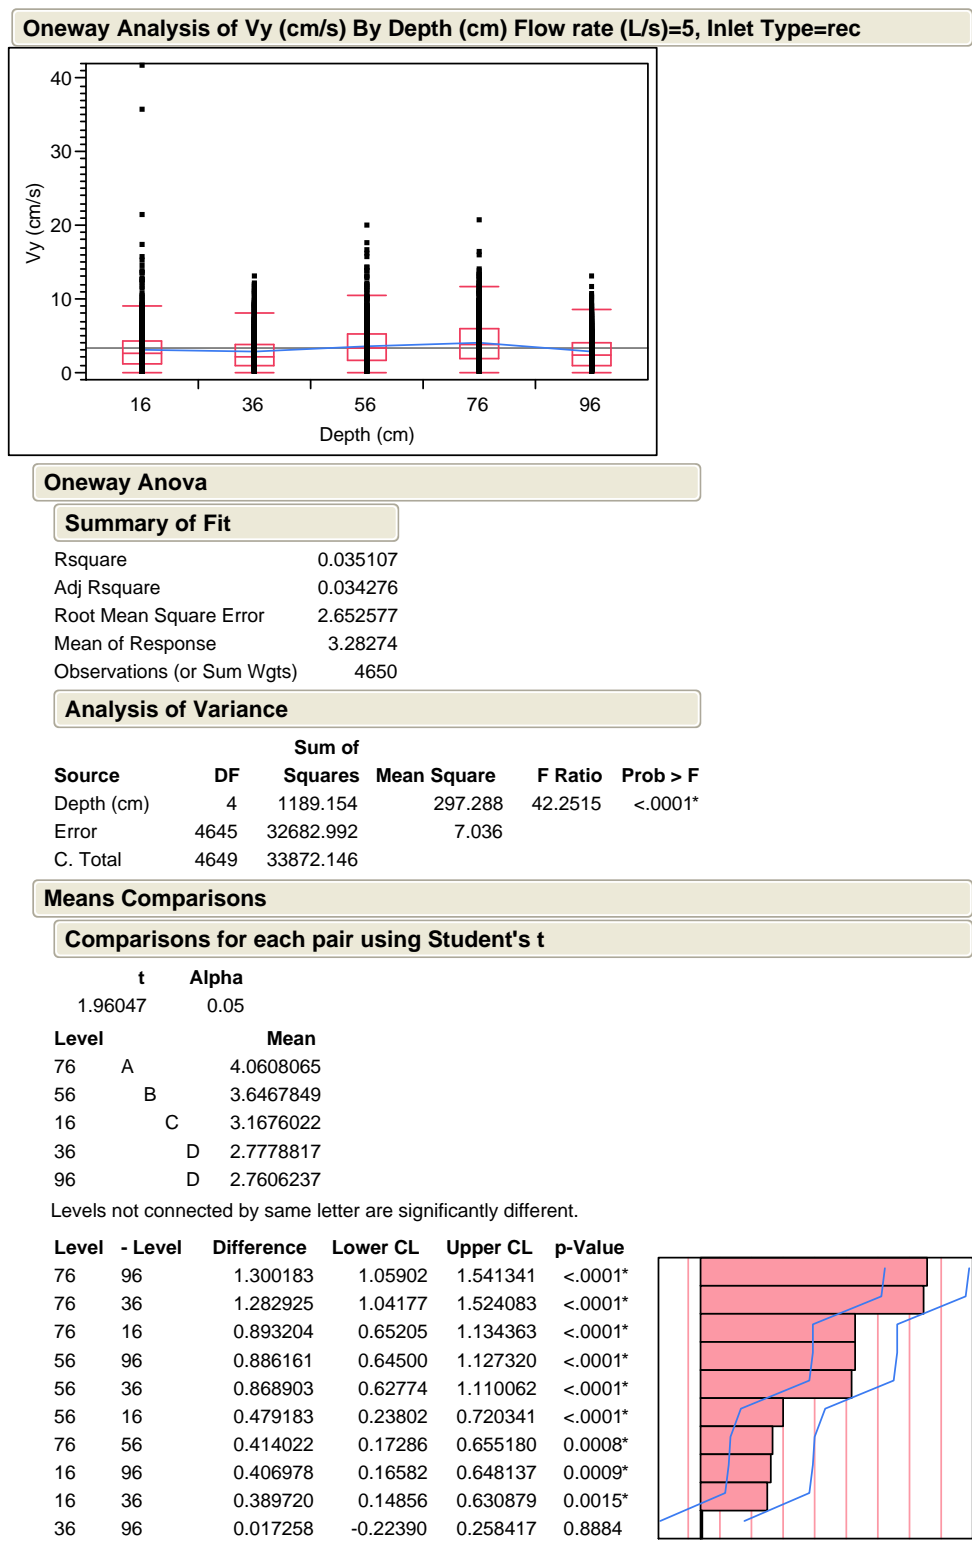 Oneway Analysis of Vy (cm/s) By Depth (cm) Flow rate (L/s)=5, Inlet Type=rec
40
30
20
10
0
Vy (cm/s)
16 36 56 76 96
Depth (cm)
Oneway Anova
Summary of Fit
Rsquare 0.035107
Adj Rsquare 0.034276
Root Mean Square Error 2.652577
Mean of Response 3.28274
Observations (or Sum Wgts) 4650
Analysis of Variance
Sum of
Source DF Squares Mean Square F Ratio Prob > F
Depth (cm) 4 1189.154 297.288 42.2515 <.0001*
Error 4645 32682.992 7.036
C. Total 4649 33872.146
Means Comparisons
Comparisons for each pair using Student's t
t Alpha
1.96047 0.05
Level Mean
76 A 4.0608065
56 B 3.6467849
16 C 3.1676022
36 D 2.7778817
96 D 2.7606237
Levels not connected by same letter are significantly different.
Level - Level Difference Lower CL Upper CL p-Value
76 96 1.300183 1.05902 1.541341 <.0001*
76 36 1.282925 1.04177 1.524083 <.0001*
76 16 0.893204 0.65205 1.134363 <.0001*
56 96 0.886161 0.64500 1.127320 <.0001*
56 36 0.868903 0.62774 1.110062 <.0001*
56 16 0.479183 0.23802 0.720341 <.0001*
76 56 0.414022 0.17286 0.655180 0.0008*
16 96 0.406978 0.16582 0.648137 0.0009*
16 36 0.389720 0.14856 0.630879 0.0015*
36 96 0.017258 -0.22390 0.258417 0.8884